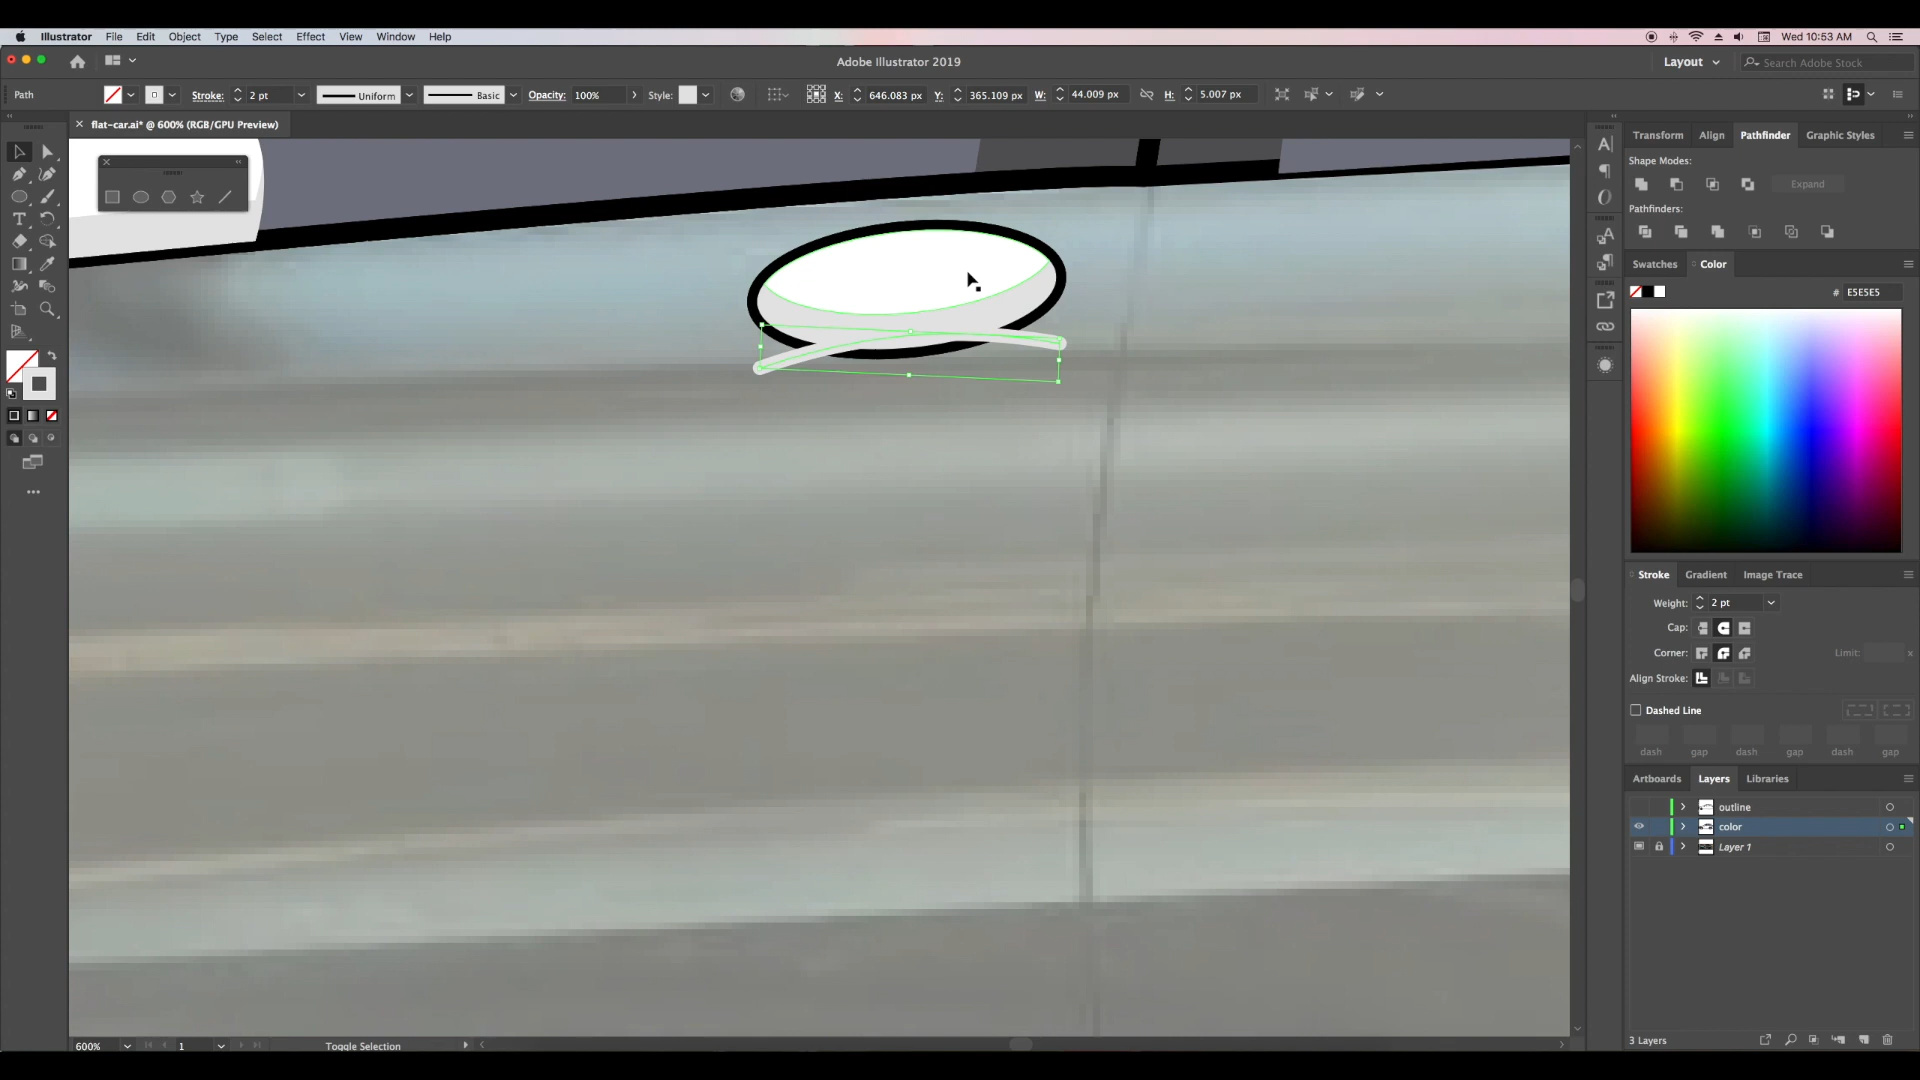 Illustrator File Edit Object Type Select Effect View Window Help Wed 10:53 AM
Adobe Illustrator 2019 Layout Search Adobe Stock
Path Stroke: 2 pt Uniform Basic Opacity: 100% Style: X: 646.083 px Y: 365.109 px W: 44.009 px H: 5.007 px
flat-car.ai* @ 600% (RGB/GPU Preview)
Transform Align Pathfinder Graphic Styles
Shape Modes:
Expand
Pathfinders:
Swatches Color
# E5E5E5
Stroke Gradient Image Trace
Weight: 2 pt
Cap:
Corner: Limit: x
Align Stroke:
Dashed Line
dash gap dash gap dash gap
Artboards Layers Libraries
outline
color
Layer 1
3 Layers
600% 1 Toggle Selection